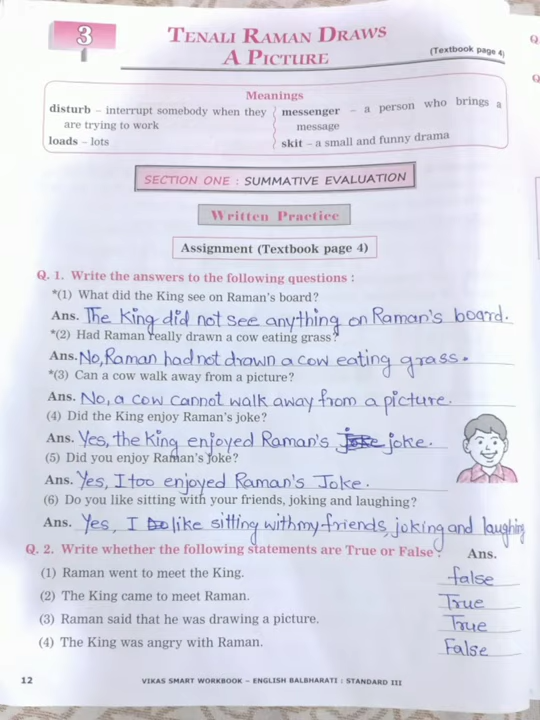 3
TENALI RAMAN DRAWS
A PICTURE
(Textbook page 4)
Meanings
disturb – interrupt somebody when they are trying to work
loads – lots
messenger – a person who brings a message
skit – a small and funny drama
SECTION ONE : SUMMATIVE EVALUATION
Written Practice
Assignment (Textbook page 4)
Q. 1. Write the answers to the following questions :
*(1) What did the King see on Raman's board?
Ans. The King did not see anything on Raman's board.
*(2) Had Raman really drawn a cow eating grass?
Ans. No, Raman had not drawn a cow eating grass.
*(3) Can a cow walk away from a picture?
Ans. No, a cow cannot walk away from a picture.
(4) Did the King enjoy Raman's joke?
Ans. Yes, the King enjoyed Raman's joke.
(5) Did you enjoy Raman's joke?
Ans. Yes, I too enjoyed Raman's Joke.
(6) Do you like sitting with your friends, joking and laughing?
Ans. Yes, I like sitting with my friends, joking and laughing
Q. 2. Write whether the following statements are True or False : Ans.
(1) Raman went to meet the King. false
(2) The King came to meet Raman. True
(3) Raman said that he was drawing a picture. True
(4) The King was angry with Raman. False
12 VIKAS SMART WORKBOOK – ENGLISH BALBHARATI : STANDARD III
Q
Q